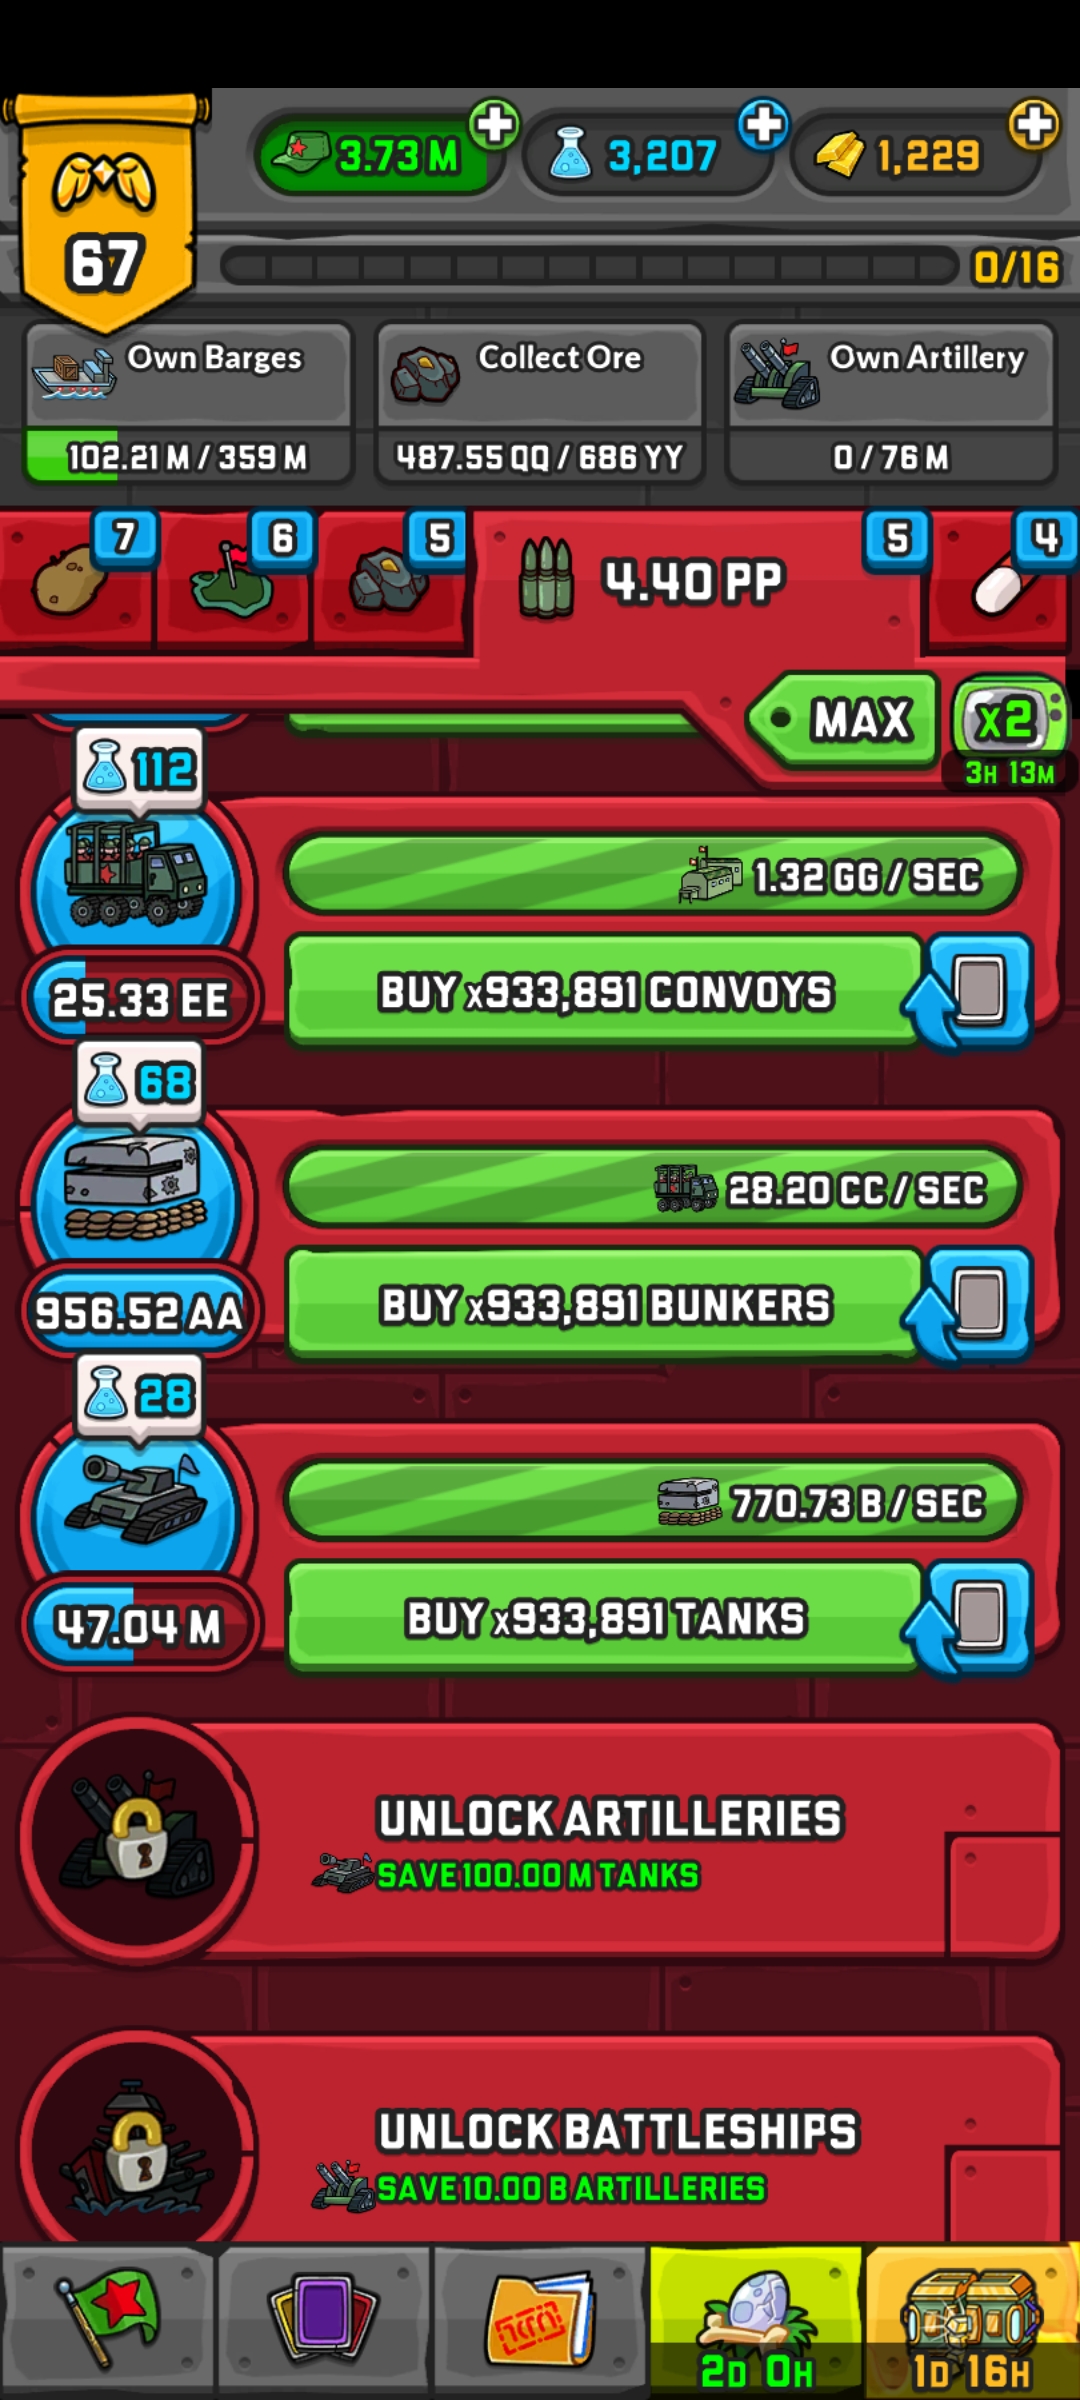 3.73 M
3,207
1,229
67
0/16
Own Barges
102.21 M / 359 M
Collect Ore
487.55 QQ / 686 YY
Own Artillery
0 / 76 M
7
6
5
4.40 PP
5
4
MAX
x2
3H 13M
112
1.32 GG / SEC
25.33 EE
BUY x933,891 CONVOYS
68
28.20 CC / SEC
956.52 AA
BUY x933,891 BUNKERS
28
770.73 B / SEC
47.04 M
BUY x933,891 TANKS
UNLOCK ARTILLERIES
SAVE 100.00 M TANKS
UNLOCK BATTLESHIPS
SAVE 10.00 B ARTILLERIES
2D 0H
1D 16H